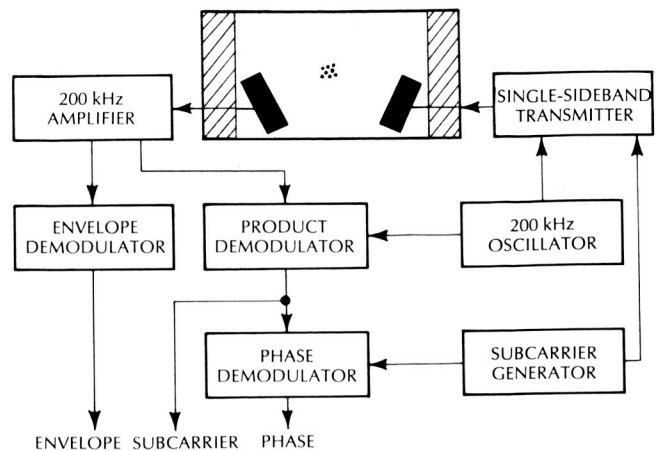 200 kHz
AMPLIFIER
SINGLE-SIDEBAND
TRANSMITTER
ENVELOPE
DEMODULATOR
PRODUCT
DEMODULATOR
200 kHz
OSCILLATOR
PHASE
DEMODULATOR
SUBCARRIER
GENERATOR
ENVELOPE SUBCARRIER PHASE